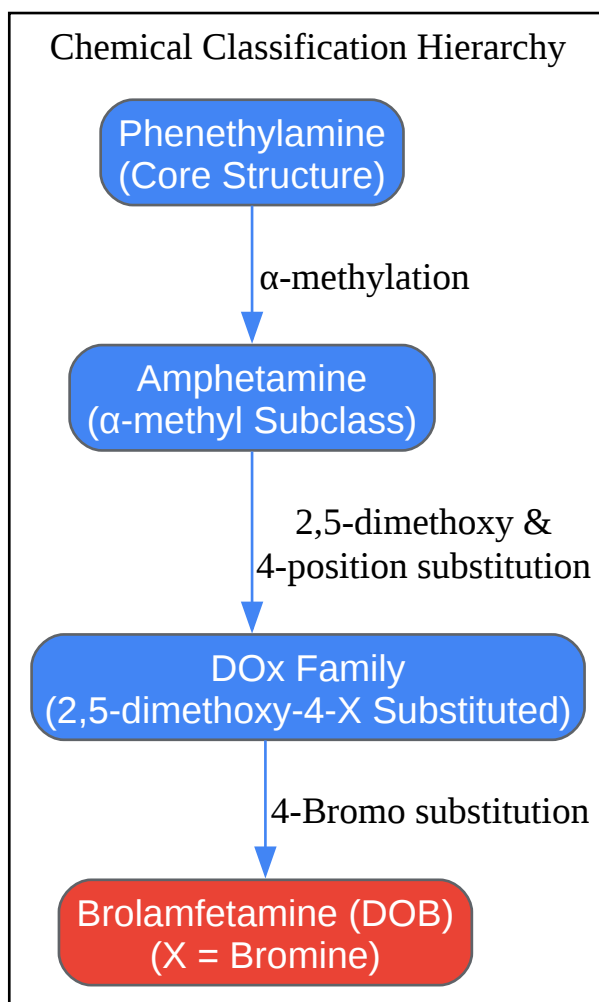 Chemical Classification Hierarchy
Phenethylamine
(Core Structure)
α-methylation
Amphetamine
(α-methyl Subclass)
2,5-dimethoxy &
4-position substitution
DOx Family
(2,5-dimethoxy-4-X Substituted)
4-Bromo substitution
Brolamfetamine (DOB)
(X = Bromine)